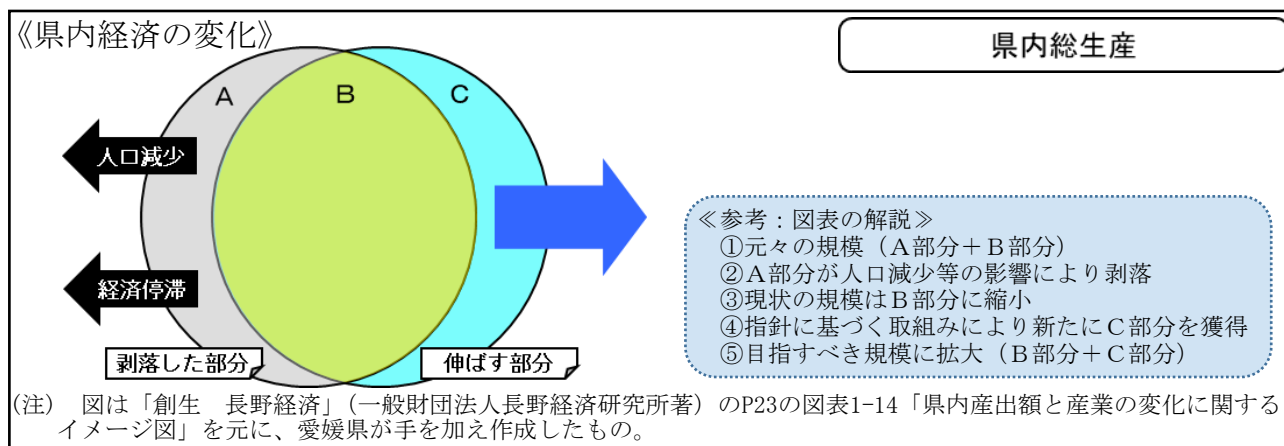 《県内経済の変化》
県内総生産
A
B
C
人口減少
経済停滞
剥落した部分
伸ばす部分
≪参考：図表の解説≫
①元々の規模（Ａ部分＋Ｂ部分）
②Ａ部分が人口減少等の影響により剥落
③現状の規模はＢ部分に縮小
④指針に基づく取組みにより新たにＣ部分を獲得
⑤目指すべき規模に拡大（Ｂ部分＋Ｃ部分）
(注)　図は「創生　長野経済」（一般財団法人長野経済研究所著）のP23の図表1-14「県内産出額と産業の変化に関する
イメージ図」を元に、愛媛県が手を加え作成したもの。